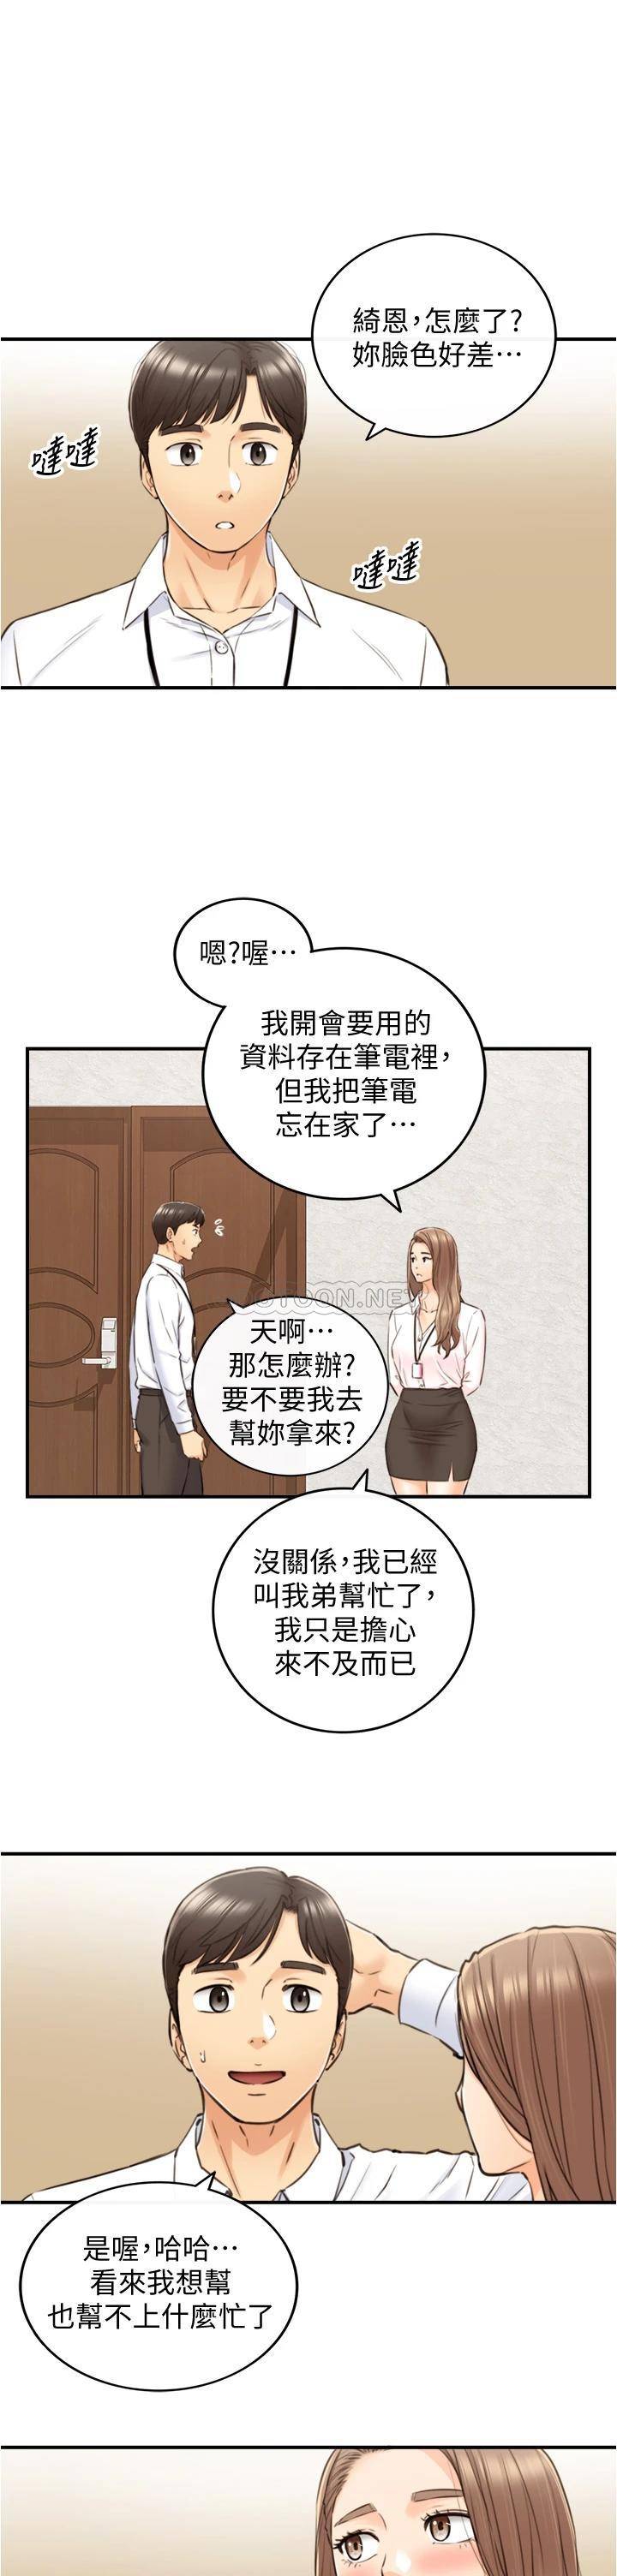 綺恩，怎麼了?
妳臉色好差…
噠噠
噠噠
嗯?喔…
我開會要用的
資料存在筆電裡，
但我把筆電
忘在家了…
天啊…
那怎麼辦?
要不要我去
幫妳拿來?
沒關係，我已經
叫我弟幫忙了，
我只是擔心
來不及而已
是喔，哈哈…
看來我想幫
也幫不上什麼忙了